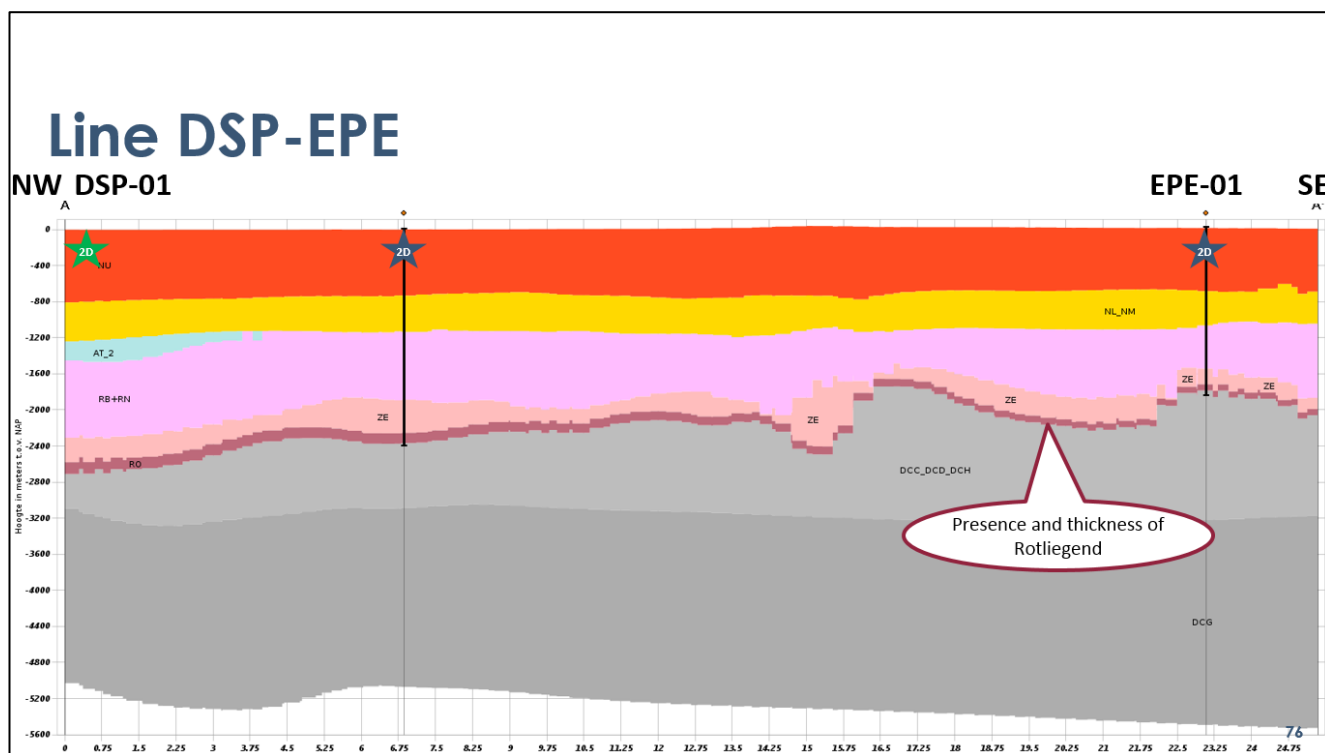 Line DSP-EPE
NW DSP-01
EPE-01
SE
A
A'
0
-400
-800
-1200
-1600
-2000
-2400
-2800
-3200
-3600
-4000
-4400
-4800
-5200
-5600
Hoogte in meters t.o.v. NAP
2D
2D
2D
NU
NL_NM
AT_2
RB+RN
ZE
ZE
ZE
ZE
ZE
RO
DCC_DCD_DCH
Presence and thickness of
Rotliegend
DCG
76
0 0.75 1.5 2.25 3 3.75 4.5 5.25 6 6.75 7.5 8.25 9 9.75 10.5 11.25 12 12.75 13.5 14.25 15 15.75 16.5 17.25 18 18.75 19.5 20.25 21 21.75 22.5 23.25 24 24.75